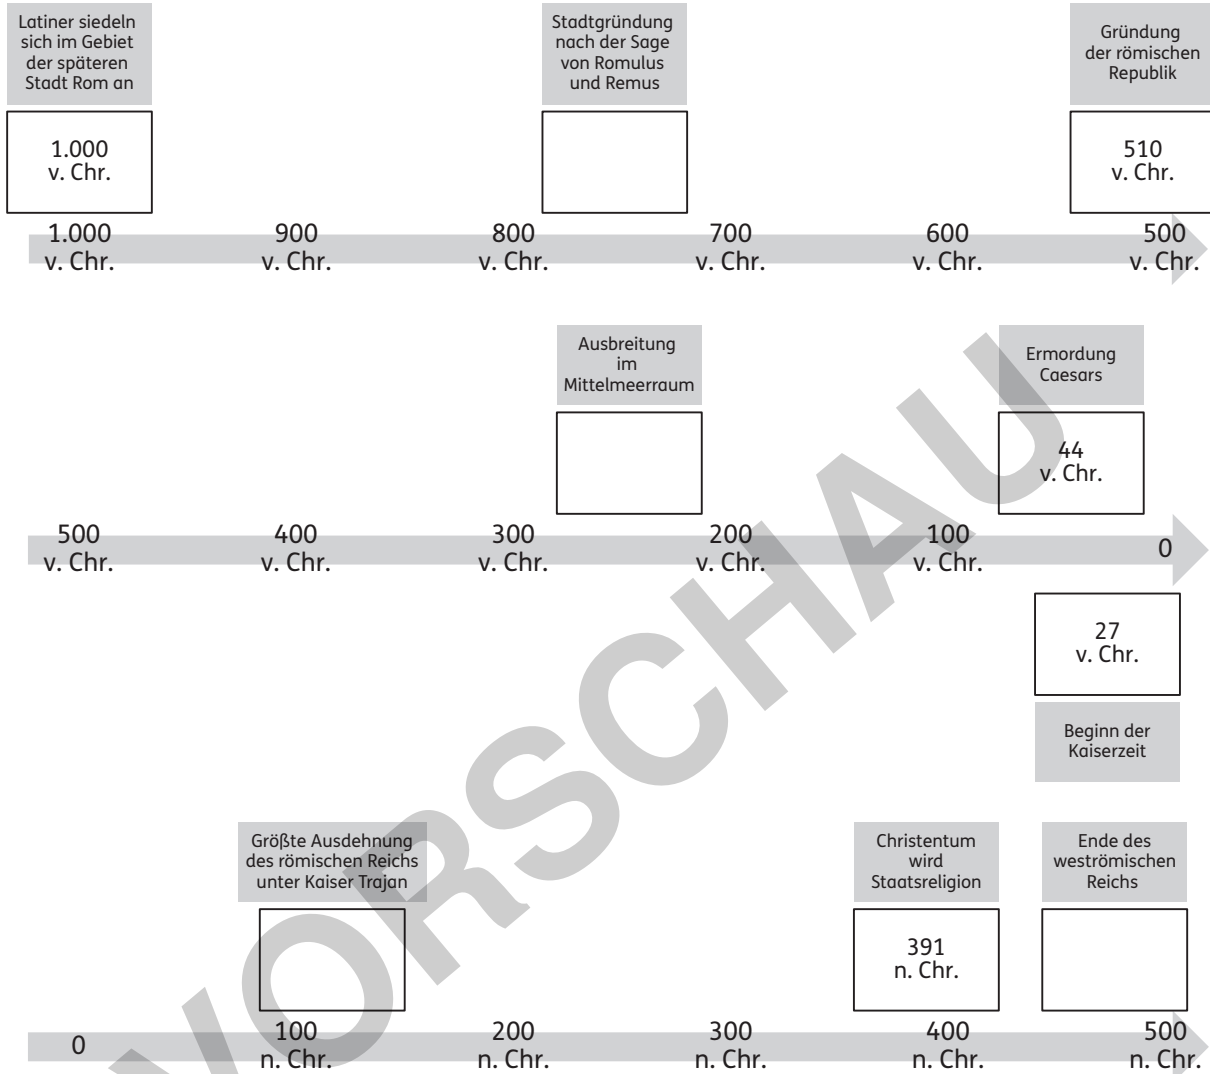 Latiner siedeln
sich im Gebiet
der späteren
Stadt Rom an
Stadtgründung
nach der Sage
von Romulus
und Remus
Gründung
der römischen
Republik
1.000
v. Chr.
510
v. Chr.
1.000
v. Chr.
900
v. Chr.
800
v. Chr.
700
v. Chr.
600
v. Chr.
500
v. Chr.
Ausbreitung
im
Mittelmeerraum
Ermordung
Caesars
44
v. Chr.
500
v. Chr.
400
v. Chr.
300
v. Chr.
200
v. Chr.
100
v. Chr.
0
27
v. Chr.
Beginn der
Kaiserzeit
Größte Ausdehnung
des römischen Reichs
unter Kaiser Trajan
Christentum
wird
Staatsreligion
Ende des
weströmischen
Reichs
391
n. Chr.
0
100
n. Chr.
200
n. Chr.
300
n. Chr.
400
n. Chr.
500
n. Chr.
VORSCHAU